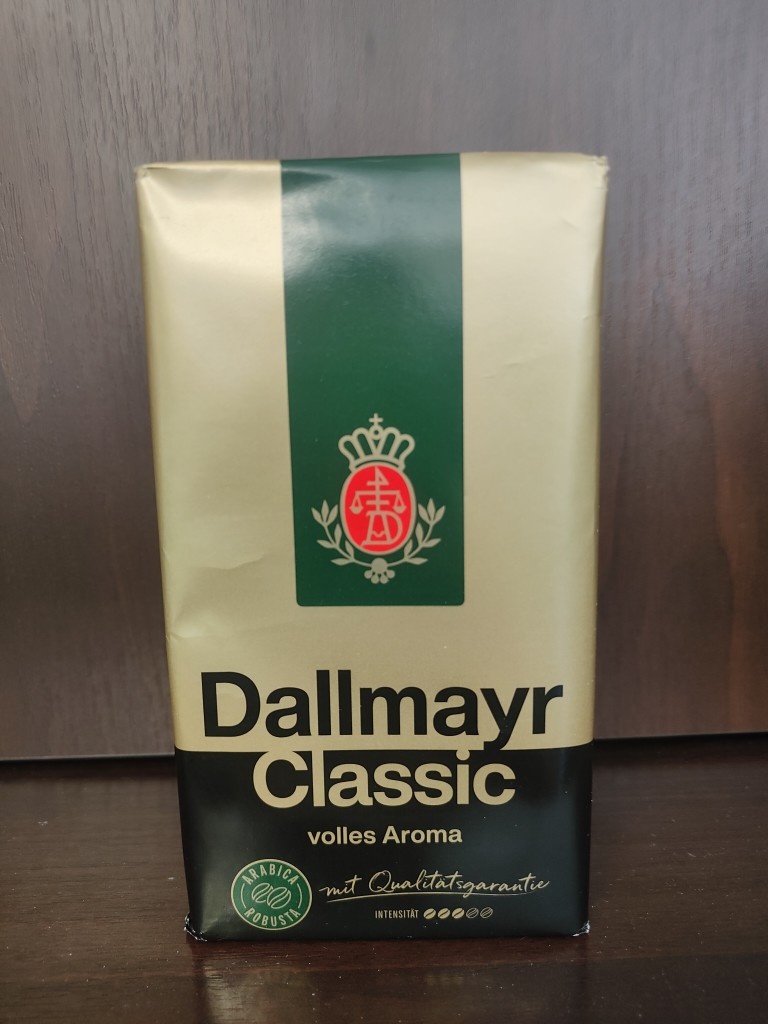 Dallmayr
Classic
volles Aroma
ARABICA
ROBUSTA
mit Qualitätsgarantie
INTENSITÄT